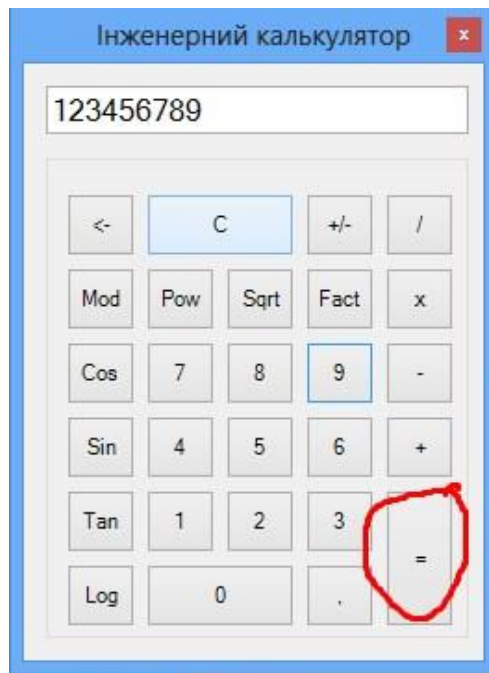 Інженерний калькулятор x
123456789
<- C +/- /
Mod Pow Sqrt Fact x
Cos 7 8 9 -
Sin 4 5 6 +
Tan 1 2 3
=
Log 0 .